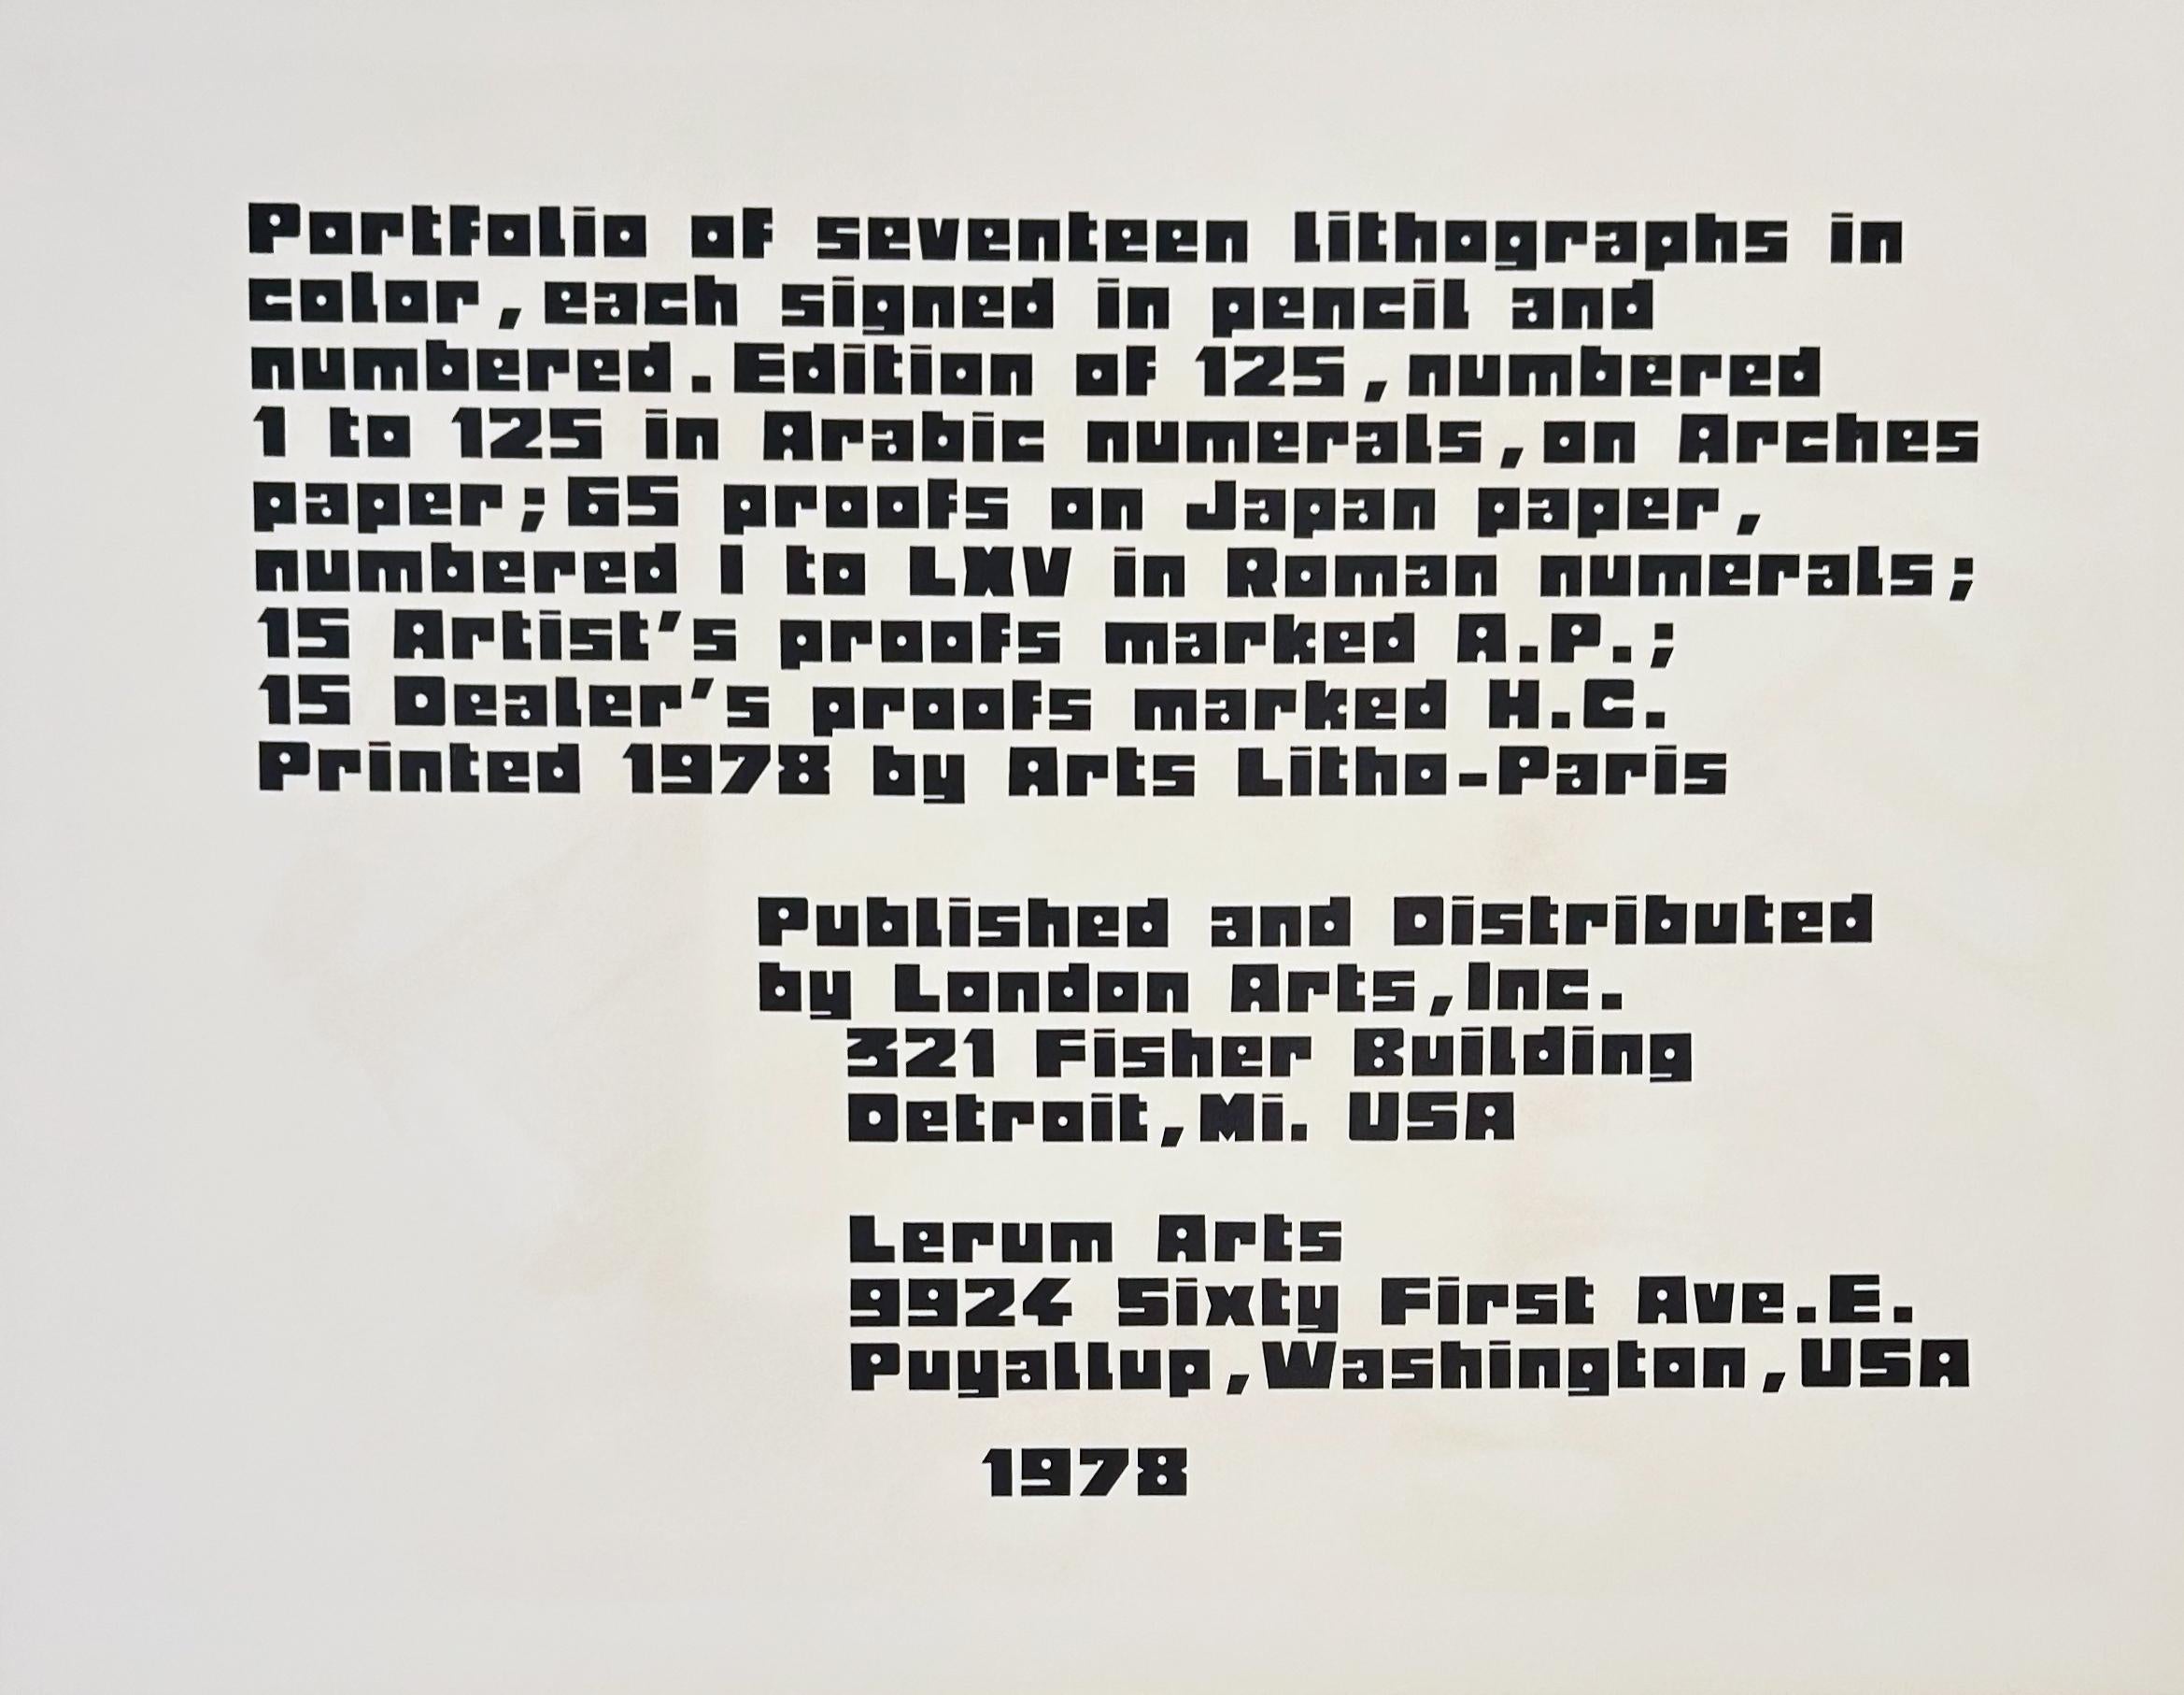 Portfolio of seventeen lithographs in
color, each signed in pencil and
numbered. Edition of 125, numbered
1 to 125 in Arabic numerals, on Arches
paper; 65 proofs on Japan paper,
numbered I to LXV in Roman numerals;
15 Artist's proofs marked A.P.;
15 Dealer's proofs marked H.C.
Printed 1978 by Arts Litho-Paris
Published and Distributed
by London Arts, Inc.
321 Fisher Building
Detroit, Mi. USA
Lerum Arts
9924 Sixty First Ave. E.
Puyallup, Washington, USA
1978